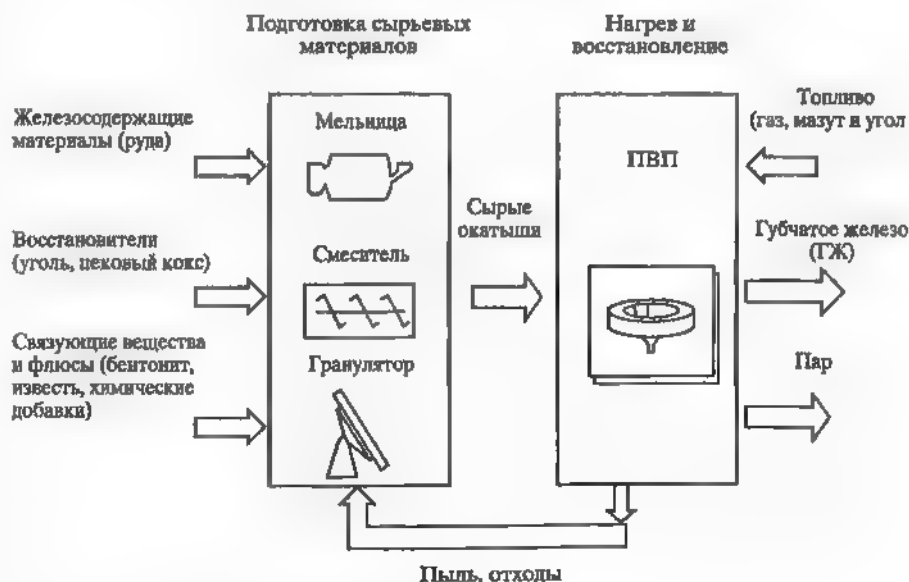 Подготовка сырьевых
материалов
Нагрев и
восстановление
Железосодержащие
материалы (руда)
Восстановители
(уголь, пековый кокс)
Связующие вещества
и флюсы (бентонит,
известь, химические
добавки)
Мельница
Смеситель
Гранулятор
Сырые
окатыши
ПВП
Топливо
(газ, мазут и угол
Губчатое железо
(ГЖ)
Пар
Пыль, отходы